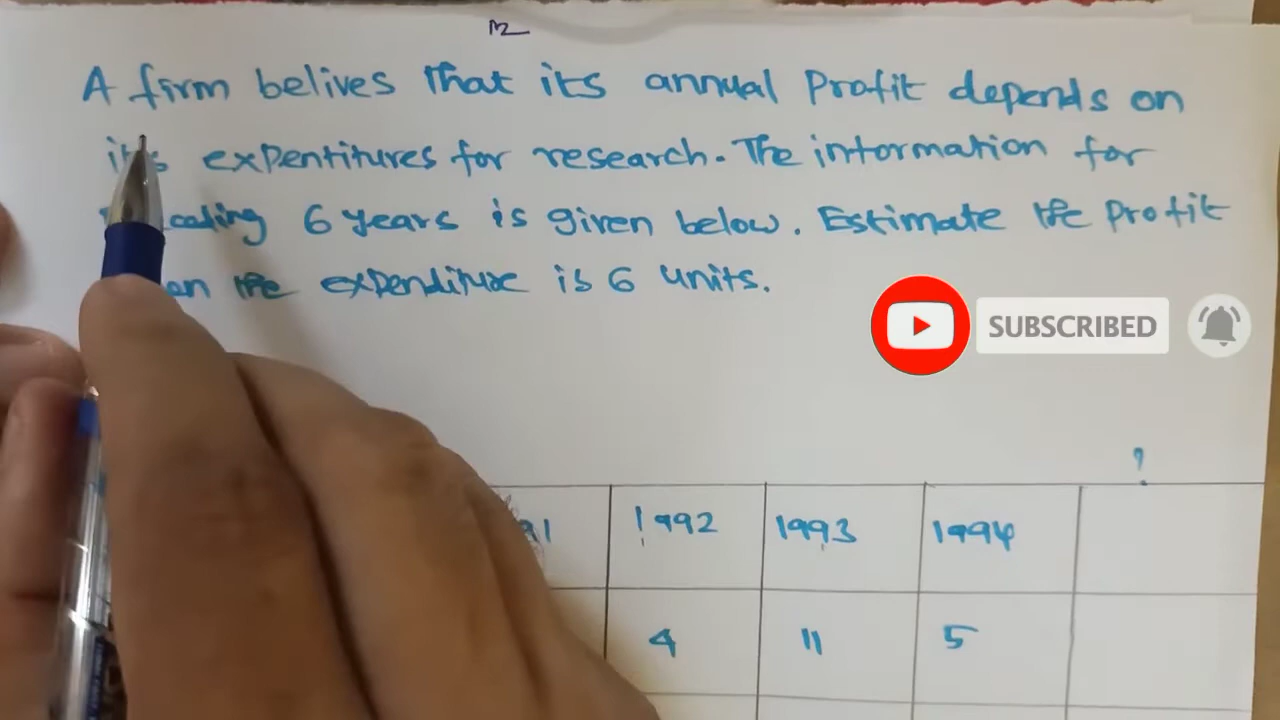 A firm belives that its annual Profit depends on
expentitures for research. The information for
6 years is given below. Estimate the Profit
the expenditure is 6 units.
SUBSCRIBED
?
1992 1993 1994
4 11 5